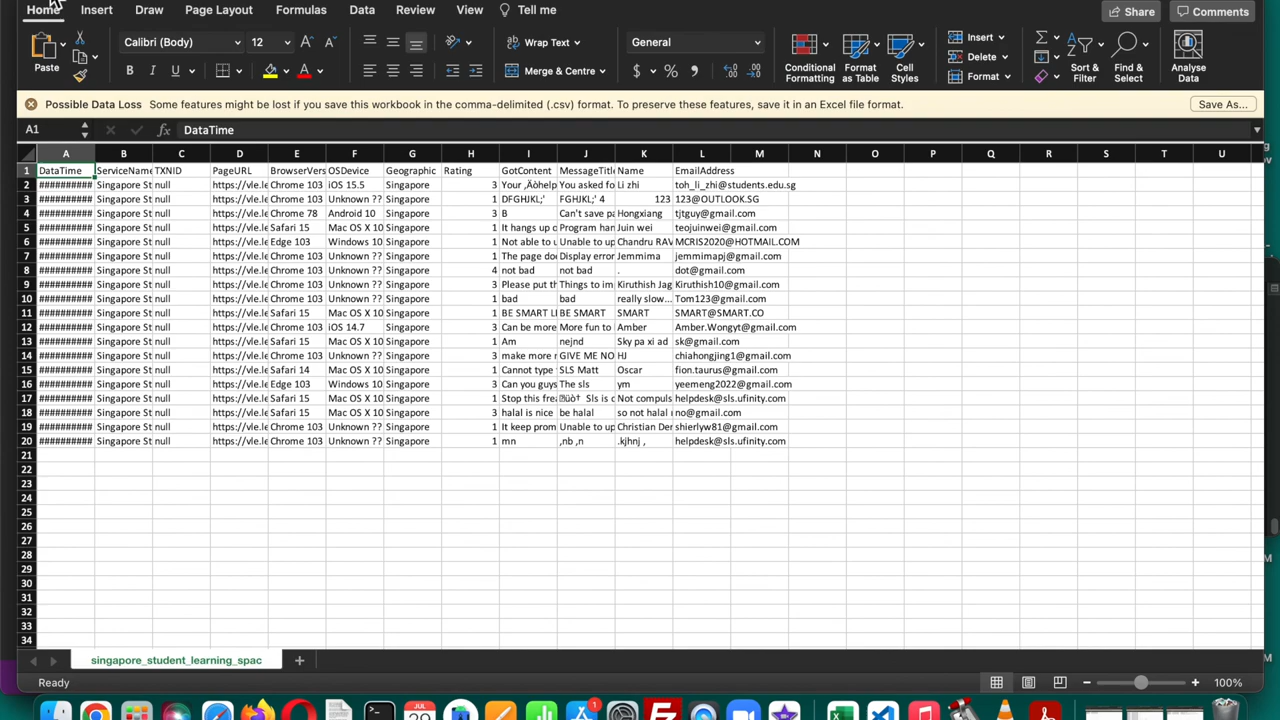 Home Insert Draw Page Layout Formulas Data Review View Tell me Share Comments
Paste Calibri (Body) 12 Wrap Text General Insert
B I U Merge & Centre $ % Conditional Formatting Format as Table Cell Styles Delete Format Sort & Filter Find & Select Analyse Data
Possible Data Loss Some features might be lost if you save this workbook in the comma-delimited (.csv) format. To preserve these features, save it in an Excel file format. Save As...
A1 fx DataTime
A B C D E F G H I J K L M N O P Q R S T U
1 DataTime ServiceName TXNID PageURL BrowserVers OSDevice Geographic Rating GotContent MessageTitle Name EmailAddress
2 ########## Singapore St null https://vle.le Chrome 103 iOS 15.5 Singapore 3 Your ‚Äòhelp You asked fo Li zhi toh_li_zhi@students.edu.sg
3 ########## Singapore St null https://vle.le Chrome 103 Unknown ?? Singapore 1 DFGHJKL;' FGHJKL;' 4 123 123@OUTLOOK.SG
4 ########## Singapore St null https://vle.le Chrome 78 Android 10 Singapore 3 B Can't save pa Hongxiang tjtguy@gmail.com
5 ########## Singapore St null https://vle.le Safari 15 Mac OS X 10 Singapore 1 It hangs up o Program han Juin wei teojuinwei@gmail.com
6 ########## Singapore St null https://vle.le Edge 103 Windows 10 Singapore 1 Not able to u Unable to up Chandru RAV MCRIS2020@HOTMAIL.COM
7 ########## Singapore St null https://vle.le Chrome 103 Unknown ?? Singapore 1 The page do Display error Jemmima jemmimapj@gmail.com
8 ########## Singapore St null https://vle.le Chrome 103 Unknown ?? Singapore 4 not bad not bad . dot@gmail.com
9 ########## Singapore St null https://vle.le Chrome 103 Unknown ?? Singapore 3 Please put th Things to im Kiruthish Jag Kiruthish10@gmail.com
10 ########## Singapore St null https://vle.le Chrome 103 Unknown ?? Singapore 1 bad bad really slow... Tom123@gmail.com
11 ########## Singapore St null https://vle.le Safari 15 Mac OS X 10 Singapore 1 BE SMART LI BE SMART SMART SMART@SMART.CO
12 ########## Singapore St null https://vle.le Chrome 103 iOS 14.7 Singapore 3 Can be more More fun to Amber Amber.Wongyt@gmail.com
13 ########## Singapore St null https://vle.le Safari 15 Mac OS X 10 Singapore 1 Am nejnd Sky pa xi ad sk@gmail.com
14 ########## Singapore St null https://vle.le Chrome 103 Unknown ?? Singapore 3 make more r GIVE ME NO HJ chiahongjing1@gmail.com
15 ########## Singapore St null https://vle.le Safari 14 Mac OS X 10 Singapore 1 Cannot type SLS Matt Oscar fion.taurus@gmail.com
16 ########## Singapore St null https://vle.le Edge 103 Windows 10 Singapore 3 Can you guys The sls ym yeemeng2022@gmail.com
17 ########## Singapore St null https://vle.le Safari 15 Mac OS X 10 Singapore 1 Stop this frea Sls is c Not compuls helpdesk@sls.ufinity.com
18 ########## Singapore St null https://vle.le Safari 15 Mac OS X 10 Singapore 3 halal is nice be halal so not halal no@gmail.com
19 ########## Singapore St null https://vle.le Chrome 103 Unknown ?? Singapore 1 It keep prom Unable to up Christian Der shierlyw81@gmail.com
20 ########## Singapore St null https://vle.le Chrome 103 Unknown ?? Singapore 1 mn ,nb ,n .kjhnj , helpdesk@sls.ufinity.com
21
22
23
24
25
26
27
28
29
30
31
32
33
34
singapore_student_learning_spac
Ready 100%
JUL